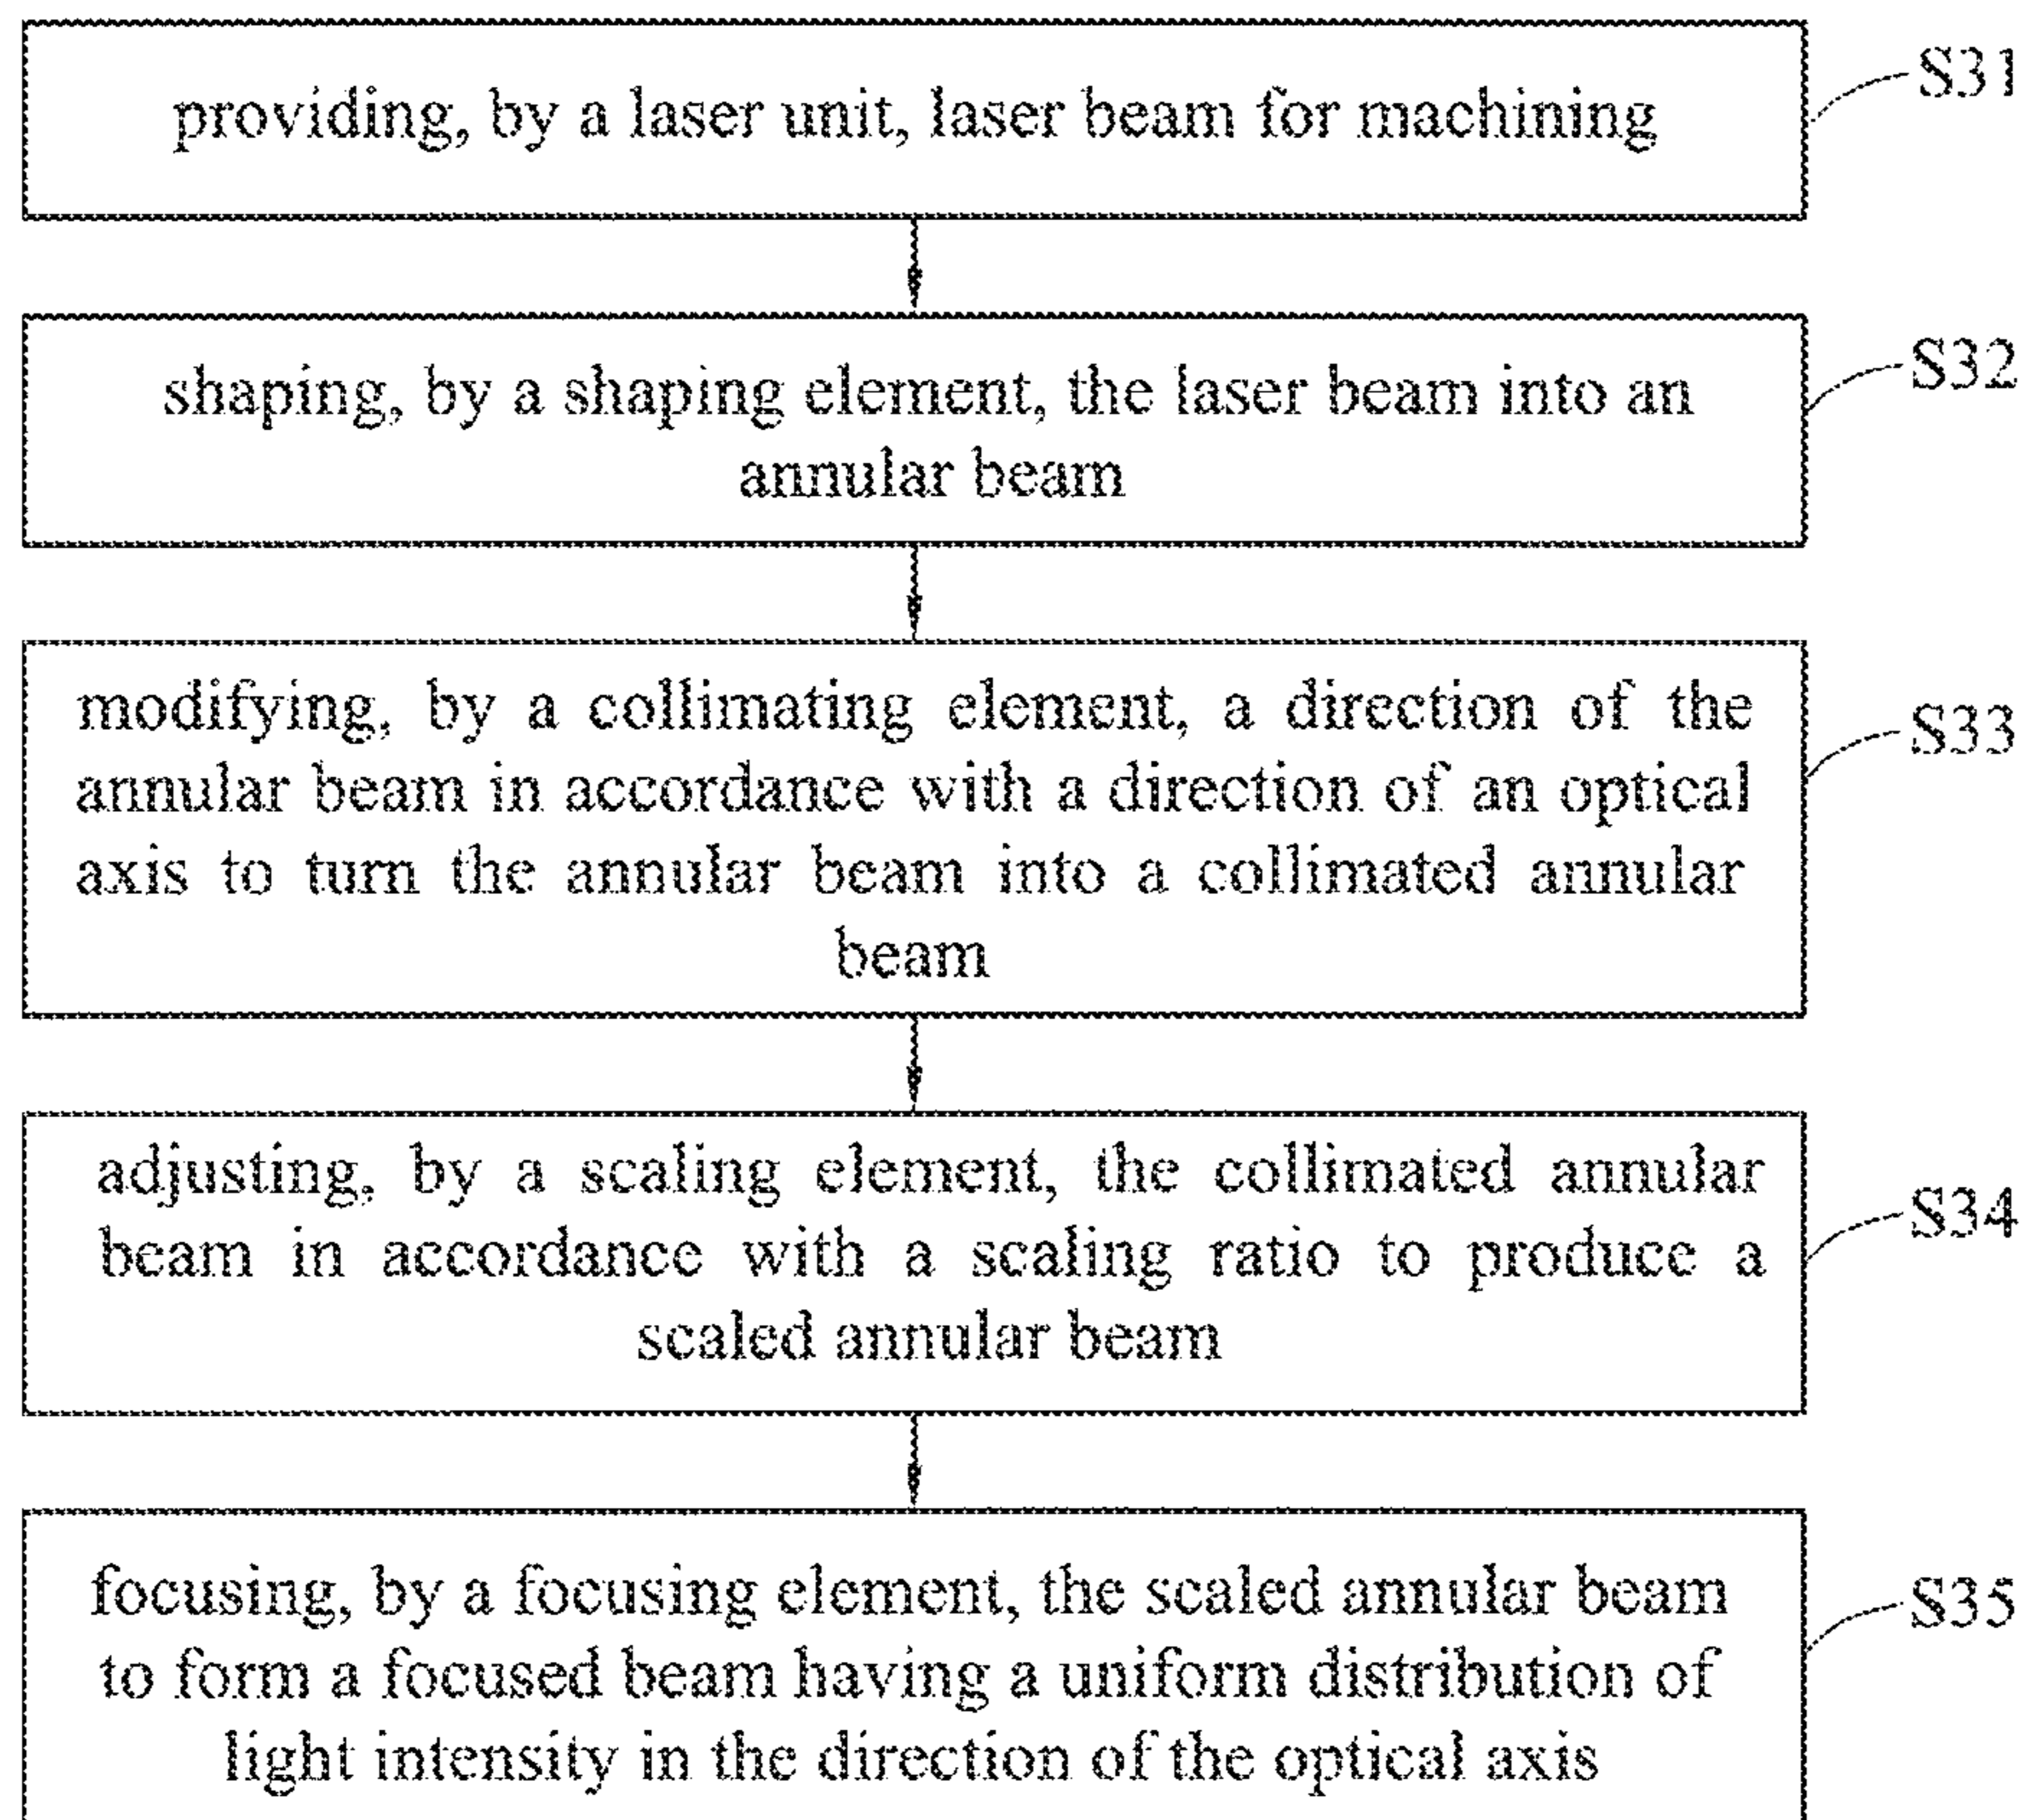 providing, by a laser unit, laser beam for machining
S31
shaping, by a shaping element, the laser beam into an
annular beam
S32
modifying, by a collimating element, a direction of the
annular beam in accordance with a direction of an optical
axis to turn the annular beam into a collimated annular
beam
S33
adjusting, by a scaling element, the collimated annular
beam in accordance with a scaling ratio to produce a
scaled annular beam
S34
focusing, by a focusing element, the scaled annular beam
to form a focused beam having a uniform distribution of
light intensity in the direction of the optical axis
S35